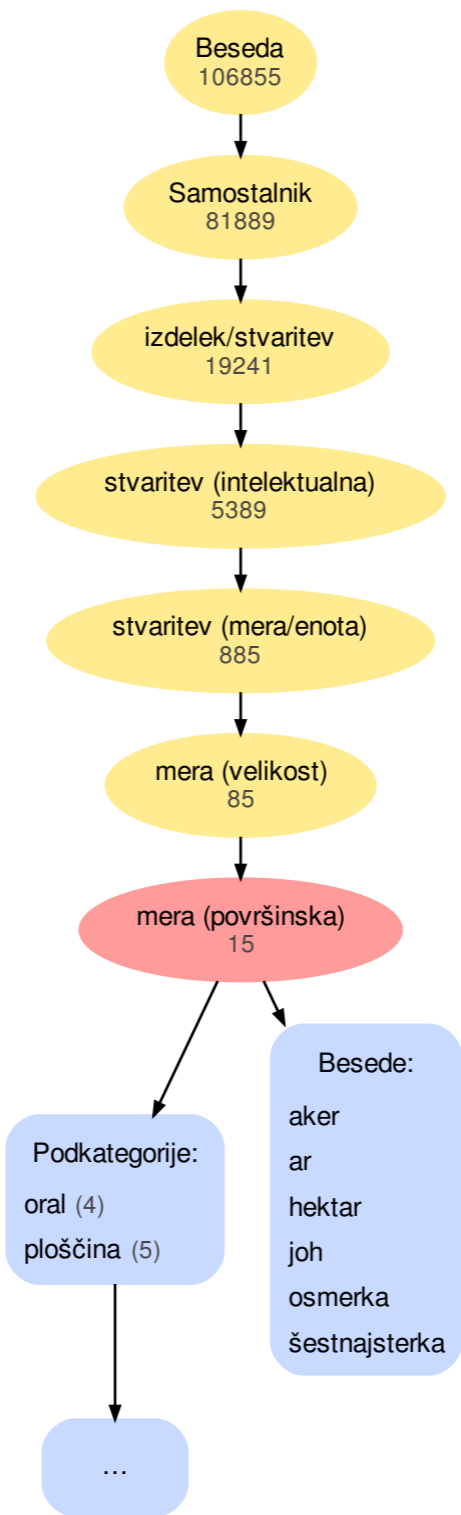 Beseda
106855
Samostalnik
81889
izdelek/stvaritev
19241
stvaritev (intelektualna)
5389
stvaritev (mera/enota)
885
mera (velikost)
85
mera (površinska)
15
Podkategorije:
oral (4)
ploščina (5)
...
Besede:
aker
ar
hektar
joh
osmerka
šestnajsterka